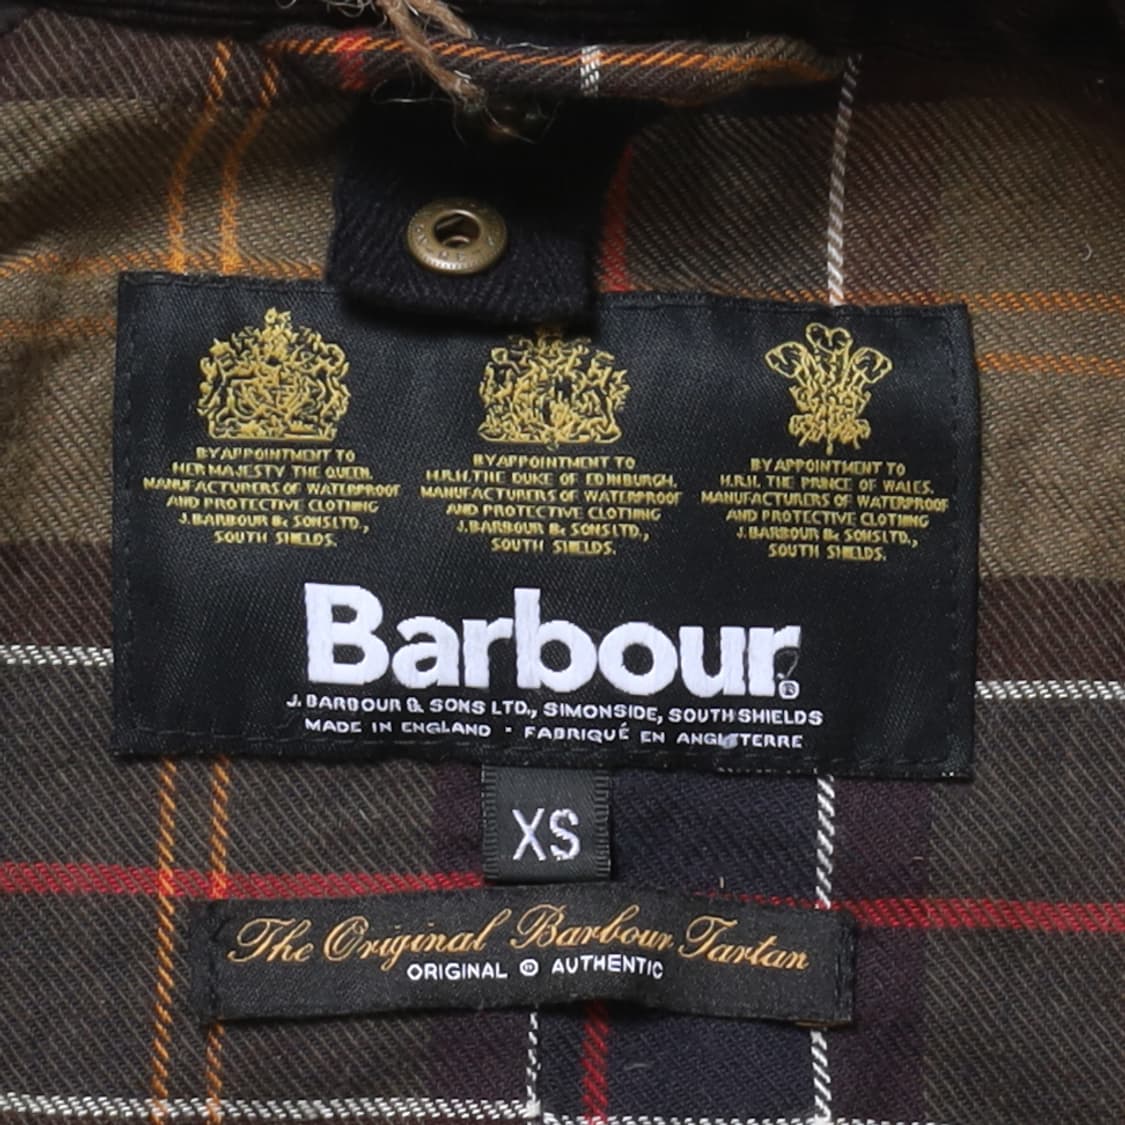 BY APPOINTMENT TO
HER MAJESTY THE QUEEN,
MANUFACTURERS OF WATERPROOF
AND PROTECTIVE CLOTHING
J. BARBOUR & SONS LTD.,
SOUTH SHIELDS.
BY APPOINTMENT TO
H.R.H. THE DUKE OF EDINBURGH,
MANUFACTURERS OF WATERPROOF
AND PROTECTIVE CLOTHING
J. BARBOUR & SONS LTD.,
SOUTH SHIELDS.
BY APPOINTMENT TO
H.R.H. THE PRINCE OF WALES,
MANUFACTURERS OF WATERPROOF
AND PROTECTIVE CLOTHING
J. BARBOUR & SONS LTD.,
SOUTH SHIELDS.
Barbour®
J. BARBOUR & SONS LTD., SIMONSIDE, SOUTH SHIELDS
MADE IN ENGLAND · FABRIQUÉ EN ANGLETERRE
XS
The Original Barbour Tartan
ORIGINAL AUTHENTIC